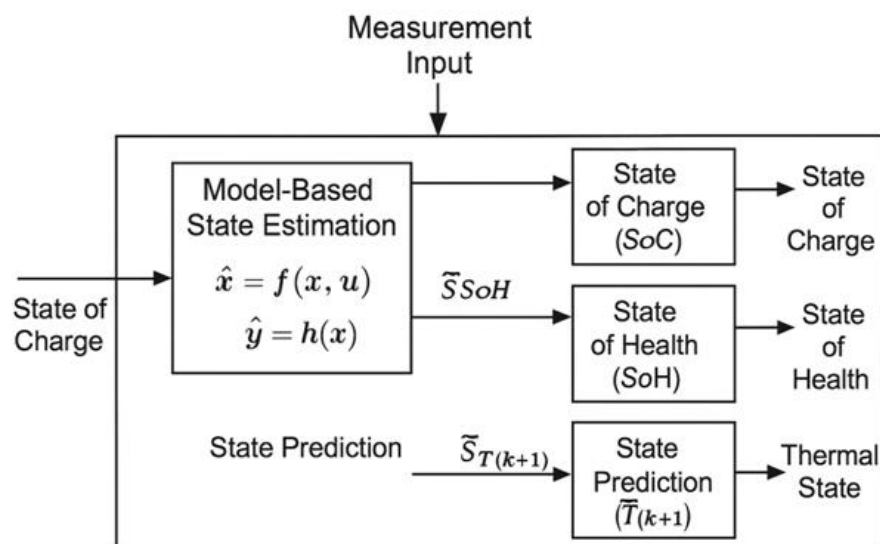 Measurement
Input
Model-Based
State Estimation
x̂ = f(x, u)
ŷ = h(x)
State of
Charge
State
of Charge
(SoC)
State
of
Charge
S̃SoH
State
of Health
(SoH)
State
of
Health
State Prediction
S̃T(k+1)
State
Prediction
(T̃(k+1))
Thermal
State